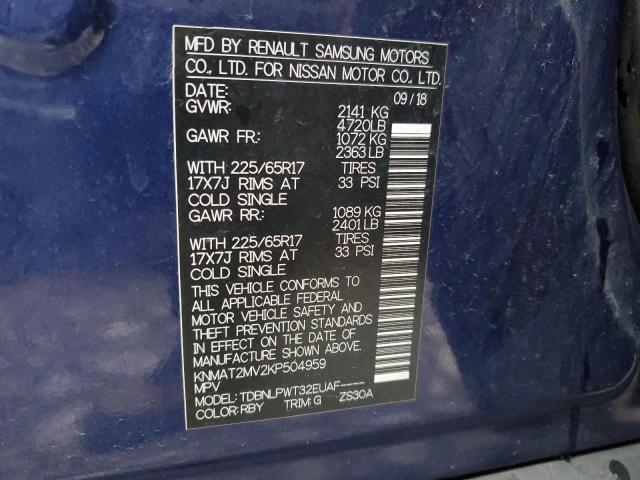 MFD BY RENAULT SAMSUNG MOTORS
CO., LTD. FOR NISSAN MOTOR CO., LTD.
DATE: 09/18
GVWR: 2141 KG
4720LB
GAWR FR: 1072 KG
2363 LB
WITH 225/65R17 TIRES
17X7J RIMS AT 33 PSI
COLD SINGLE
GAWR RR: 1089 KG
2401 LB
WITH 225/65R17 TIRES
17X7J RIMS AT 33 PSI
COLD SINGLE
THIS VEHICLE CONFORMS TO
ALL APPLICABLE FEDERAL
MOTOR VEHICLE SAFETY AND
THEFT PREVENTION STANDARDS
IN EFFECT ON THE DATE OF
MANUFACTURE SHOWN ABOVE.
KNMAT2MV2KP504959
MPV
MODEL: TDBNLPWT32EUAF----
COLOR: RBY TRIM: G ZS30A